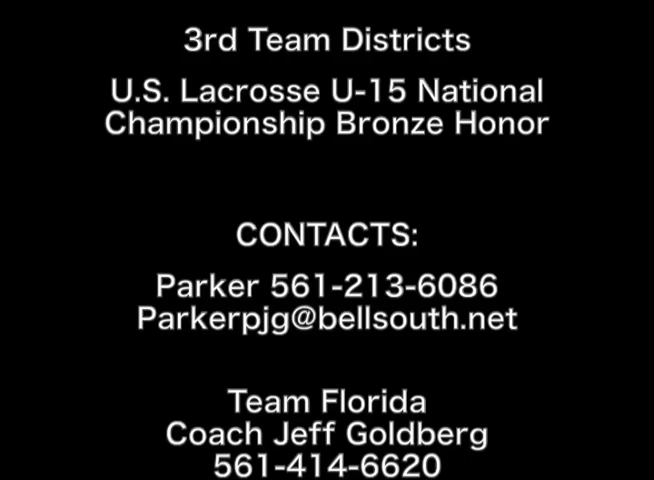 3rd Team Districts
U.S. Lacrosse U-15 National
Championship Bronze Honor
CONTACTS:
Parker 561-213-6086
Parkerpjg@bellsouth.net
Team Florida
Coach Jeff Goldberg
561-414-6620